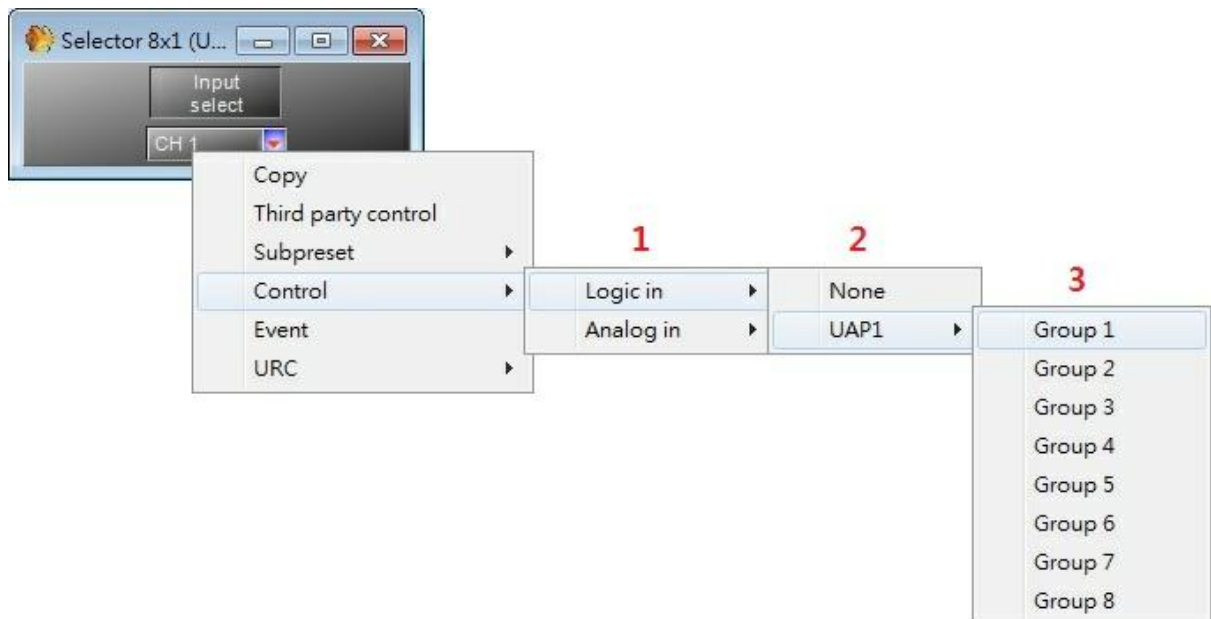 Selector 8x1 (U...
Input
select
CH 1
Copy
Third party control
Subpreset
Control
Event
URC
1
Logic in
Analog in
2
None
UAP1
3
Group 1
Group 2
Group 3
Group 4
Group 5
Group 6
Group 7
Group 8